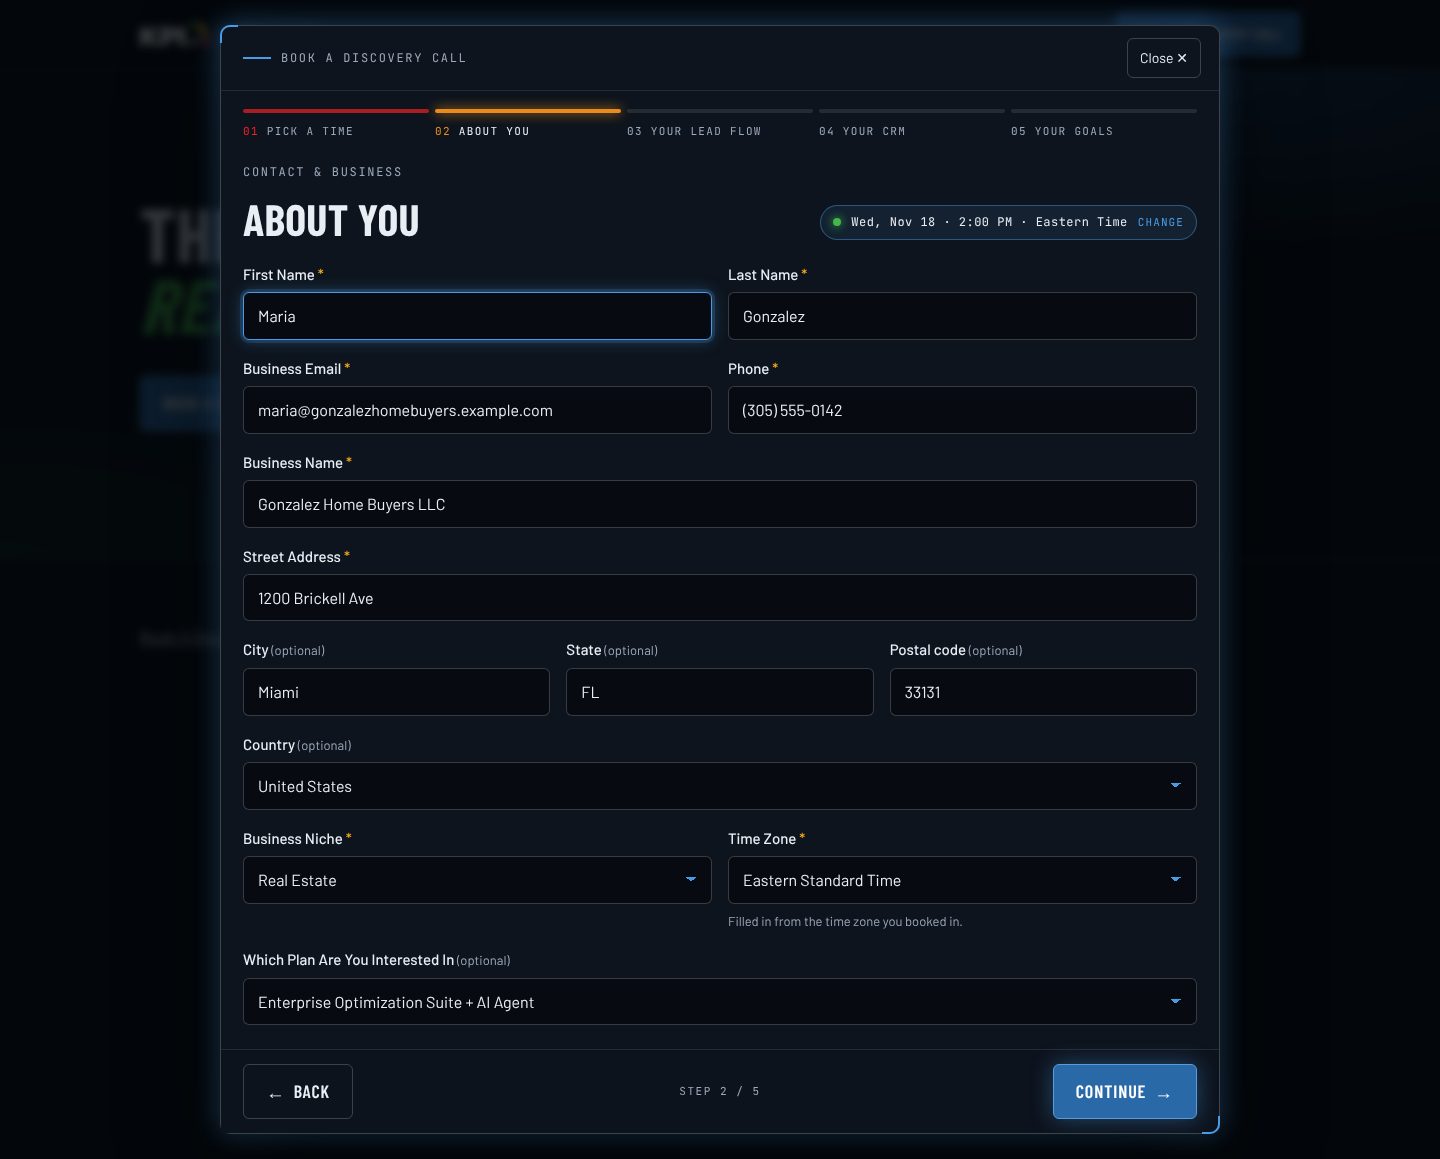 BOOK A DISCOVERY CALL
Close ✕
01 PICK A TIME
02 ABOUT YOU
03 YOUR LEAD FLOW
04 YOUR CRM
05 YOUR GOALS
CONTACT & BUSINESS
ABOUT YOU
Wed, Nov 18 · 2:00 PM · Eastern Time CHANGE
First Name *
Last Name *
Maria
Gonzalez
Business Email *
Phone *
maria@gonzalezhomebuyers.example.com
(305) 555-0142
Business Name *
Gonzalez Home Buyers LLC
Street Address *
1200 Brickell Ave
City (optional)
State (optional)
Postal code (optional)
Miami
FL
33131
Country (optional)
United States
Business Niche *
Time Zone *
Real Estate
Eastern Standard Time
Filled in from the time zone you booked in.
Which Plan Are You Interested In (optional)
Enterprise Optimization Suite + AI Agent
← BACK
STEP 2 / 5
CONTINUE →